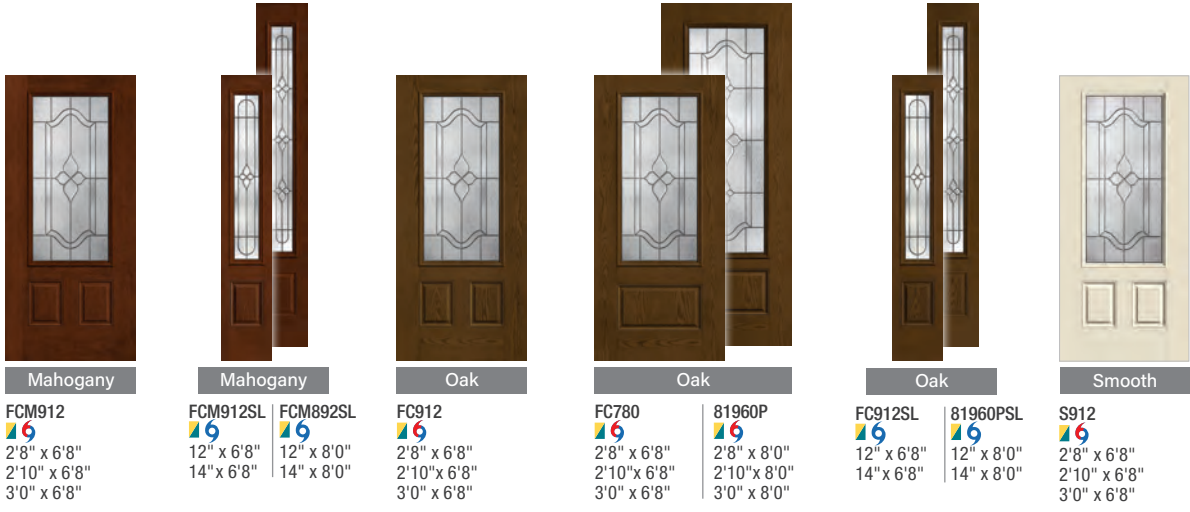 Mahogany
FCM912
2'8" x 6'8"
2'10" x 6'8"
3'0" x 6'8"
Mahogany
FCM912SL
12" x 6'8"
14"x 6'8"
FCM892SL
12" x 8'0"
14" x 8'0"
Oak
FC912
2'8" x 6'8"
2'10"x 6'8"
3'0" x 6'8"
Oak
FC780
2'8" x 6'8"
2'10"x 6'8"
3'0" x 6'8"
81960P
2'8" x 8'0"
2'10"x 8'0"
3'0" x 8'0"
Oak
FC912SL
12" x 6'8"
14"x 6'8"
81960PSL
12" x 8'0"
14" x 8'0"
Smooth
S912
2'8" x 6'8"
2'10" x 6'8"
3'0" x 6'8"